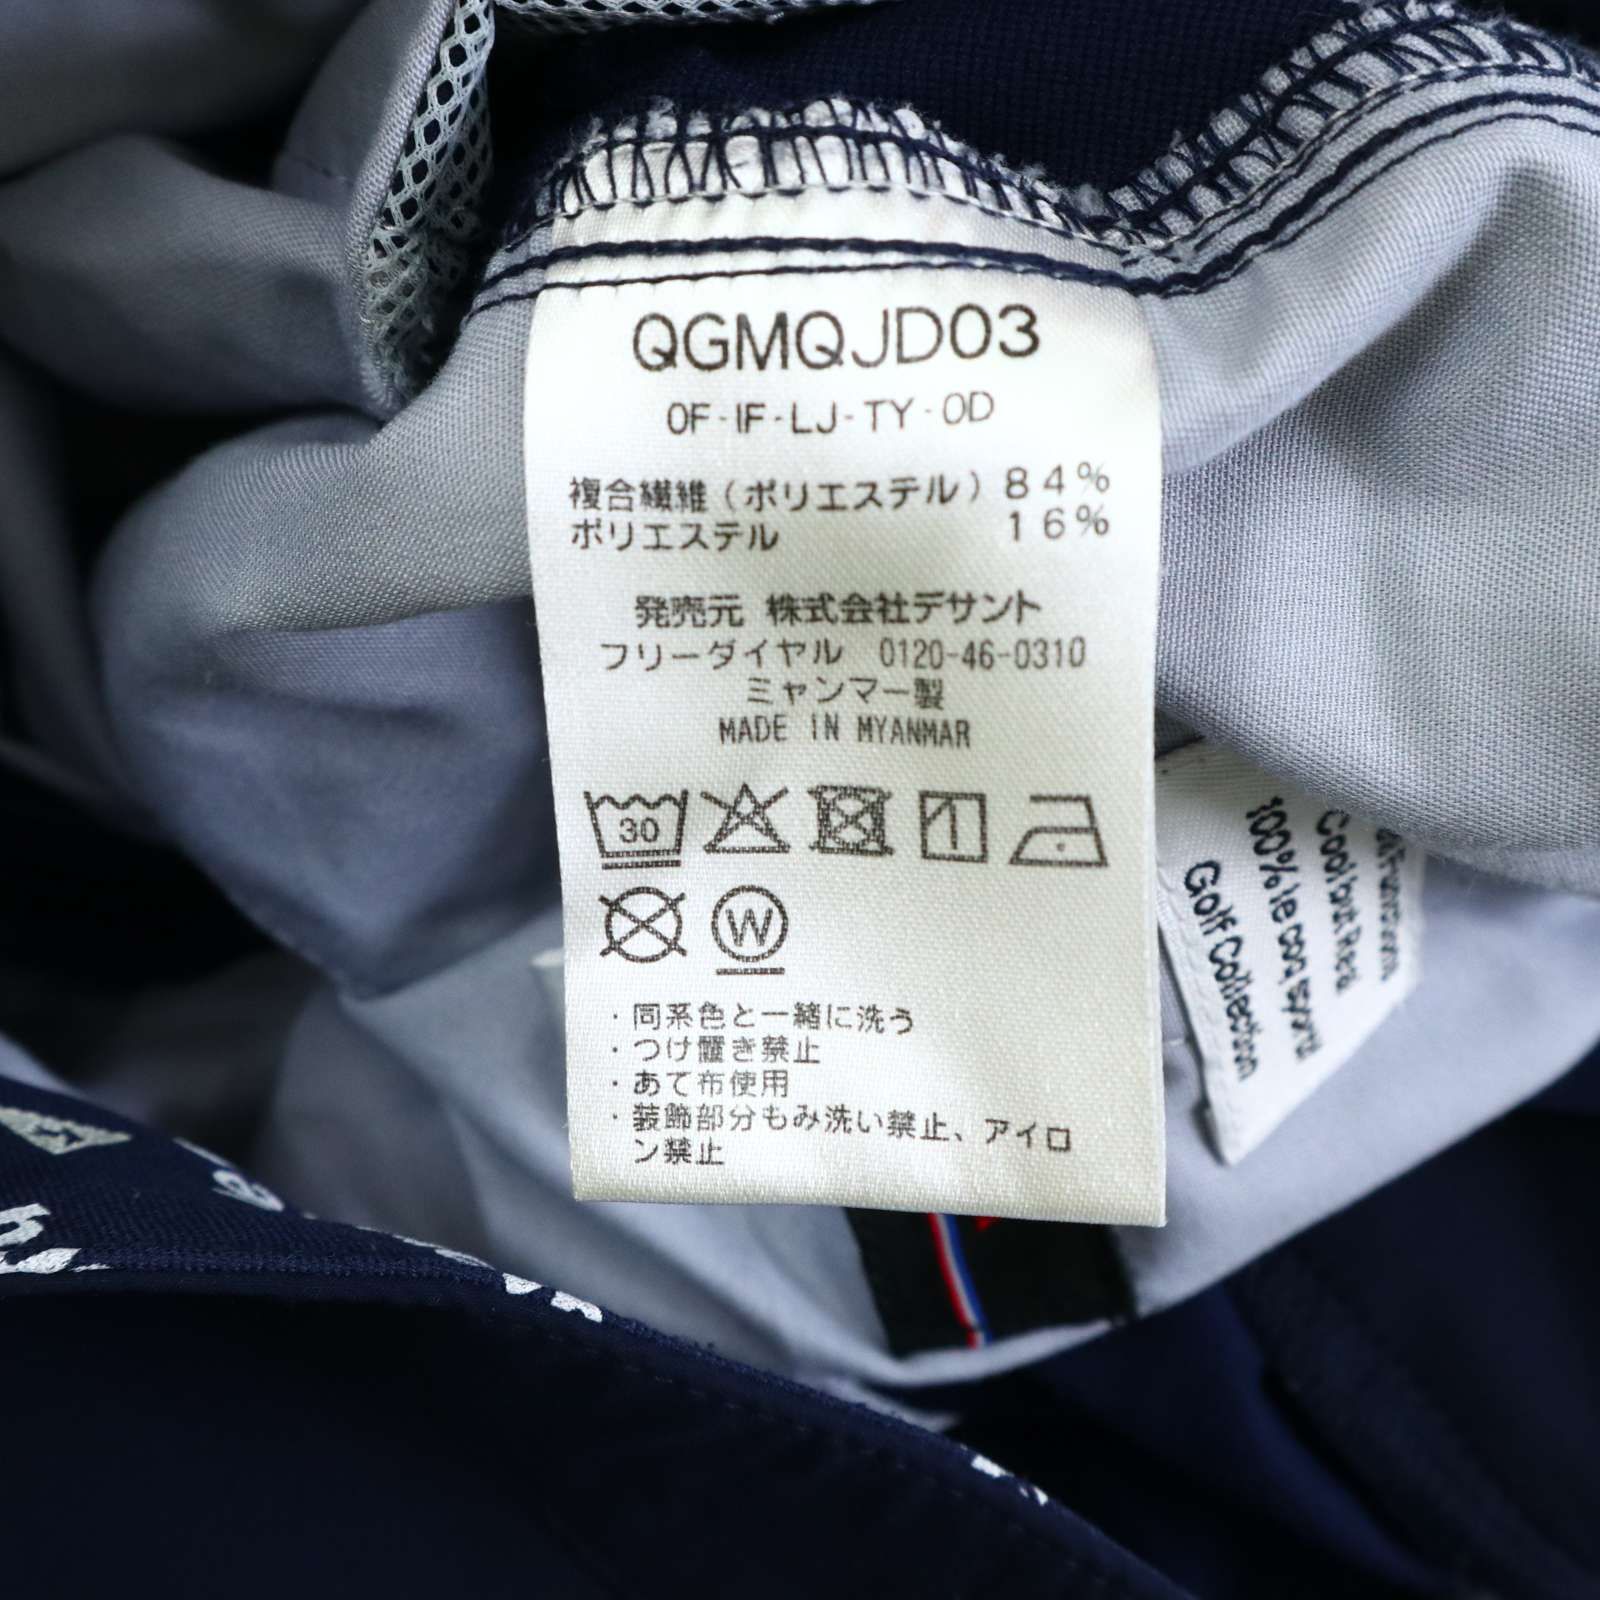 QGMQJD03
0F-IF-LJ-TY-0D
複合繊維(ポリエステル) 84%
ポリエステル 16%
発売元 株式会社デサント
フリーダイヤル 0120-46-0310
ミャンマー製
MADE IN MYANMAR
30
W
・同系色と一緒に洗う
・つけ置き禁止
・あて布使用
・装飾部分もみ洗い禁止、アイロ
ン禁止
Cool but Real
100% le coq sportif
Golf Collection